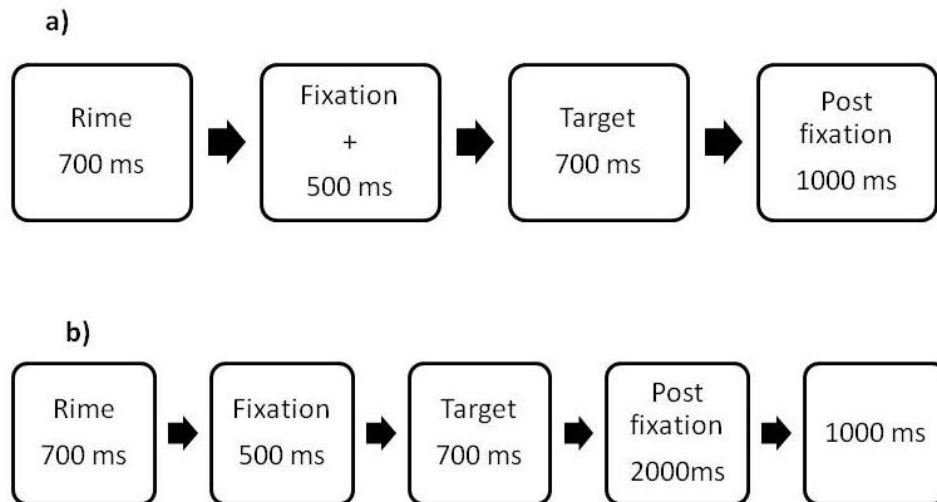 a)
Rime
700 ms
Fixation
+
500 ms
Target
700 ms
Post
fixation
1000 ms
b)
Rime
700 ms
Fixation
500 ms
Target
700 ms
Post
fixation
2000ms
1000 ms